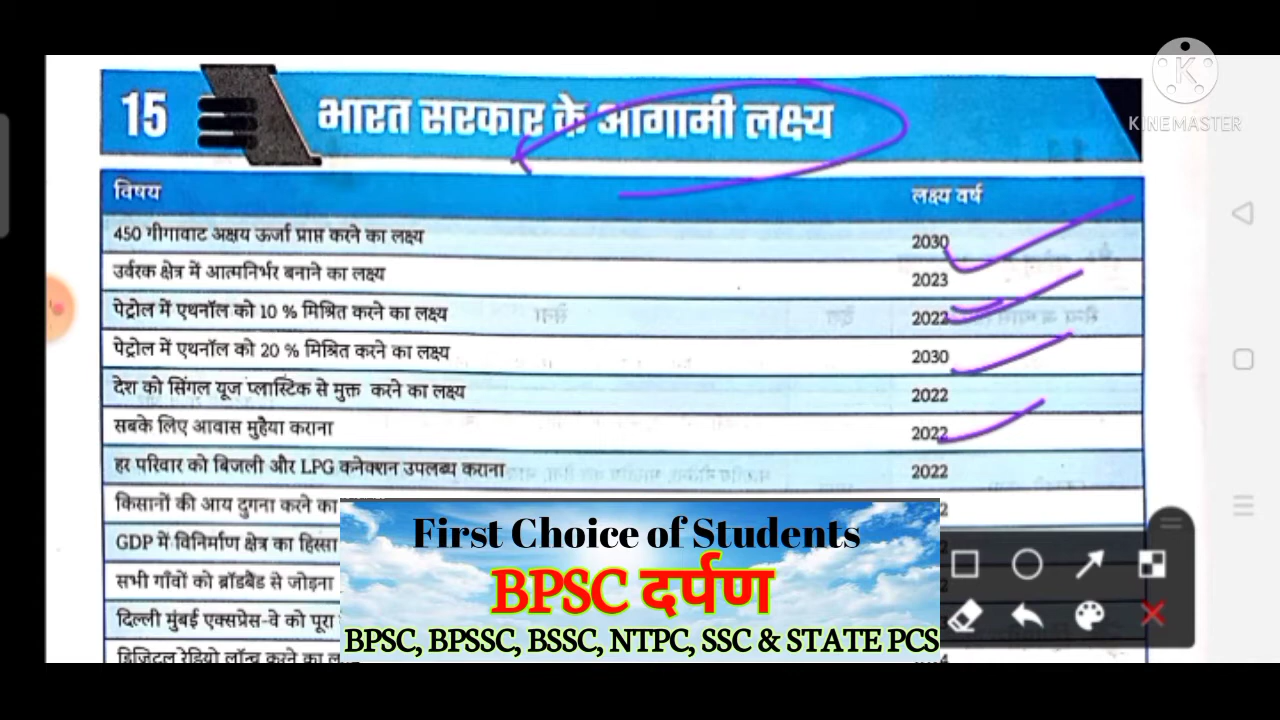 KINEMASTER
15 भारत सरकार के आगामी लक्ष्य
विषय लक्ष्य वर्ष
450 गीगावाट अक्षय ऊर्जा प्राप्त करने का लक्ष्य 2030
उर्वरक क्षेत्र में आत्मनिर्भर बनाने का लक्ष्य 2023
पेट्रोल में एथनॉल को 10 % मिश्रित करने का लक्ष्य 2022
पेट्रोल में एथनॉल को 20 % मिश्रित करने का लक्ष्य 2030
देश को सिंगल यूज प्लास्टिक से मुक्त करने का लक्ष्य 2022
सबके लिए आवास मुहैया कराना 2022
हर परिवार को बिजली और LPG कनेक्शन उपलब्ध कराना 2022
किसानों की आय दुगना करने का
GDP में विनिर्माण क्षेत्र का हिस्सा
सभी गाँवों को ब्रॉडबैंड से जोड़ना
दिल्ली मुंबई एक्सप्रेस-वे को पूरा
डिजिटल रेडियो लॉन्च करने का
First Choice of Students
BPSC दर्पण
BPSC, BPSSC, BSSC, NTPC, SSC & STATE PCS